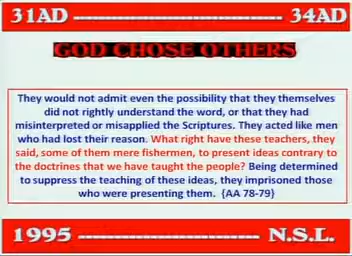 31AD ---------------------- 34AD
GOD CHOSE OTHERS
They would not admit even the possibility that they themselves
did not rightly understand the word, or that they had
misinterpreted or misapplied the Scriptures. They acted like men
who had lost their reason. What right have these teachers, they
said, some of them mere fishermen, to present ideas contrary to
the doctrines that we have taught the people? Being determined
to suppress the teaching of these ideas, they imprisoned those
who were presenting them. {AA 78-79}
1995 ---------------------- N.S.L.